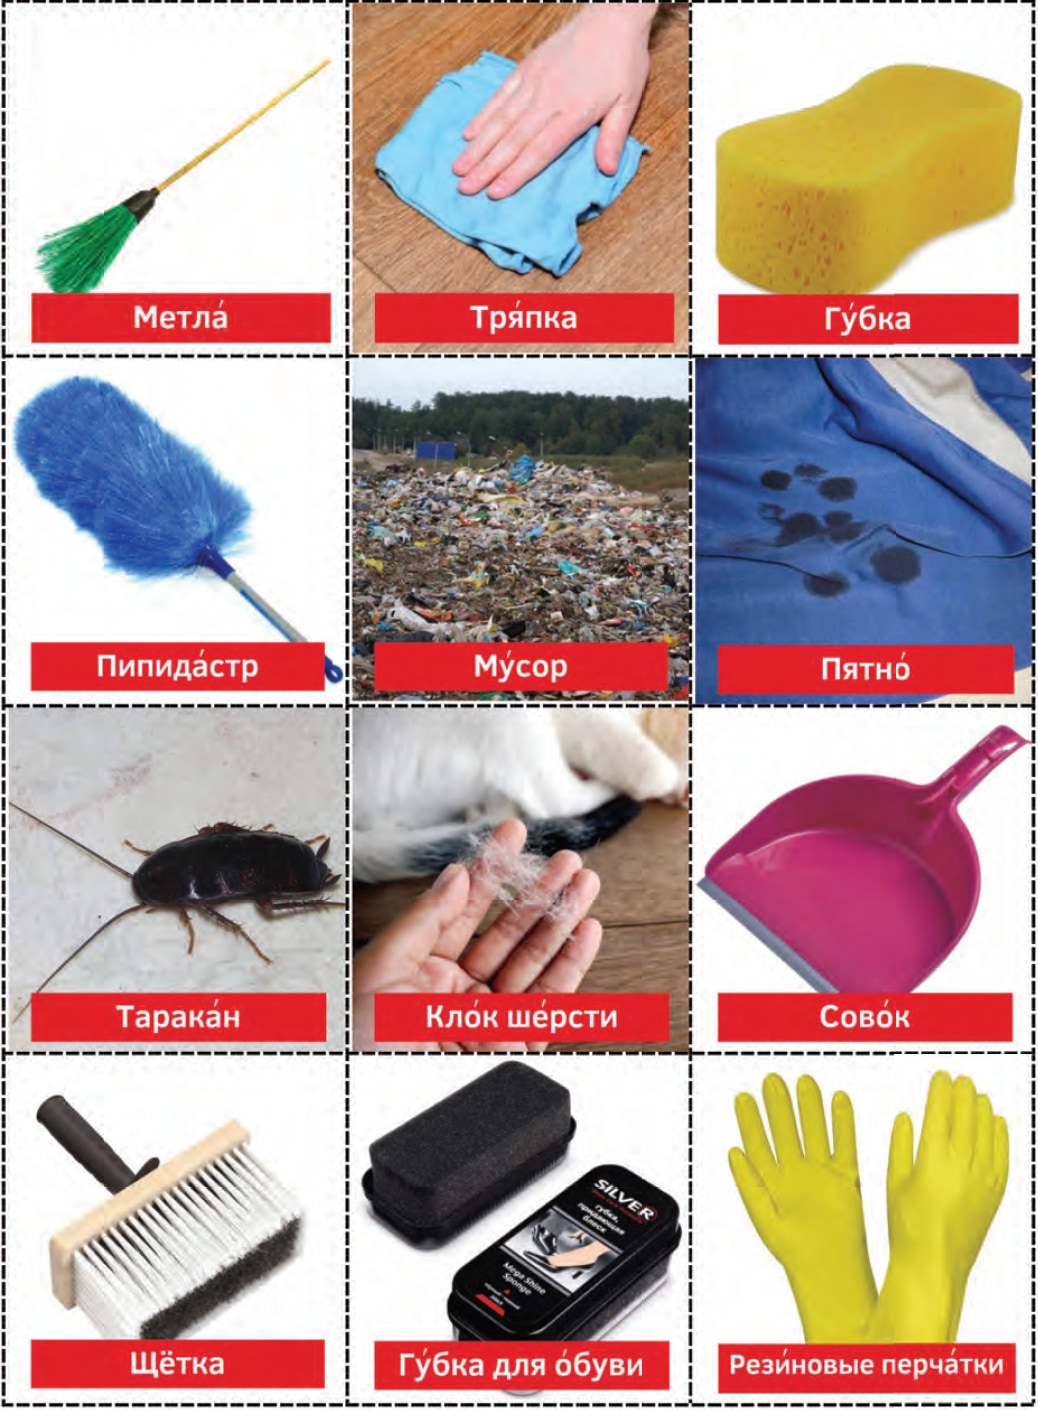 Метла́
Тря́пка
Гу́бка
Пипида́стр
Му́сор
Пятно́
Тарака́н
Кло́к ше́рсти
Сово́к
Щётка
SILVER
губка,
придающая
блеск
Mega Shine
Sponge
Гу́бка для о́буви
Рези́новые перча́тки